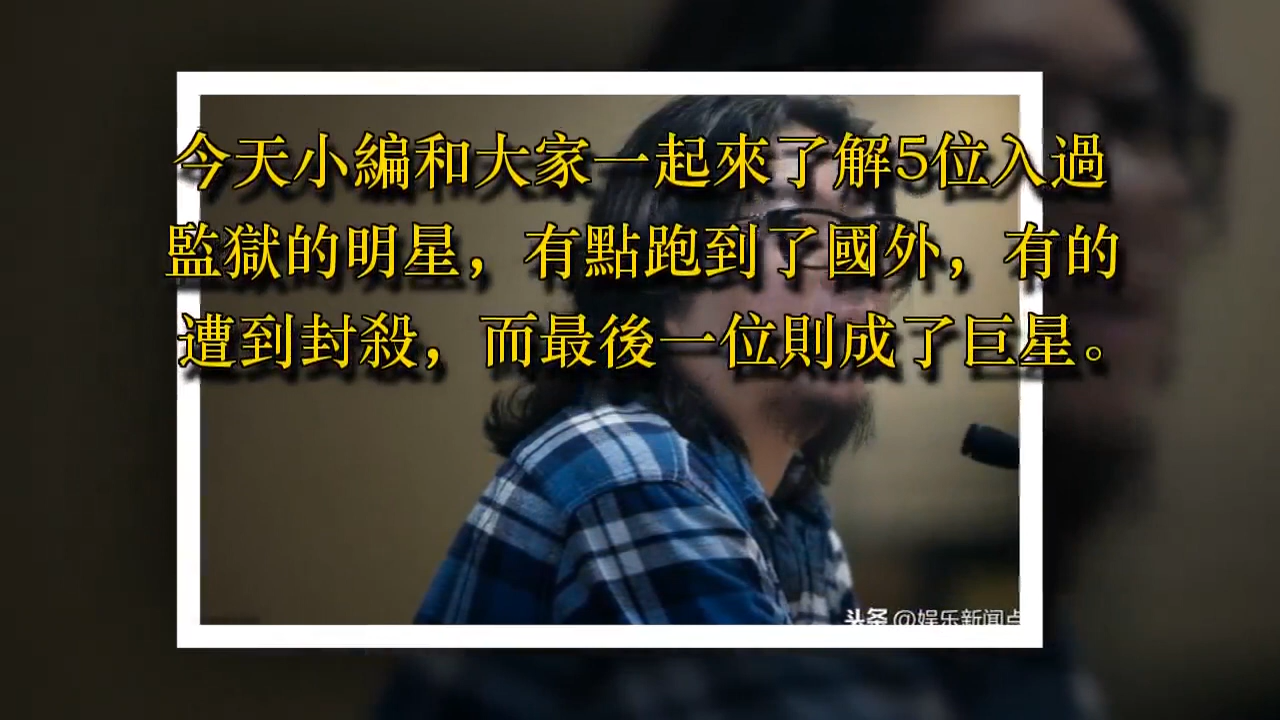 今天小編和大家一起來了解5位入過
監獄的明星，有點跑到了國外，有的
遭到封殺，而最後一位則成了巨星。
头条 @娱乐新闻点